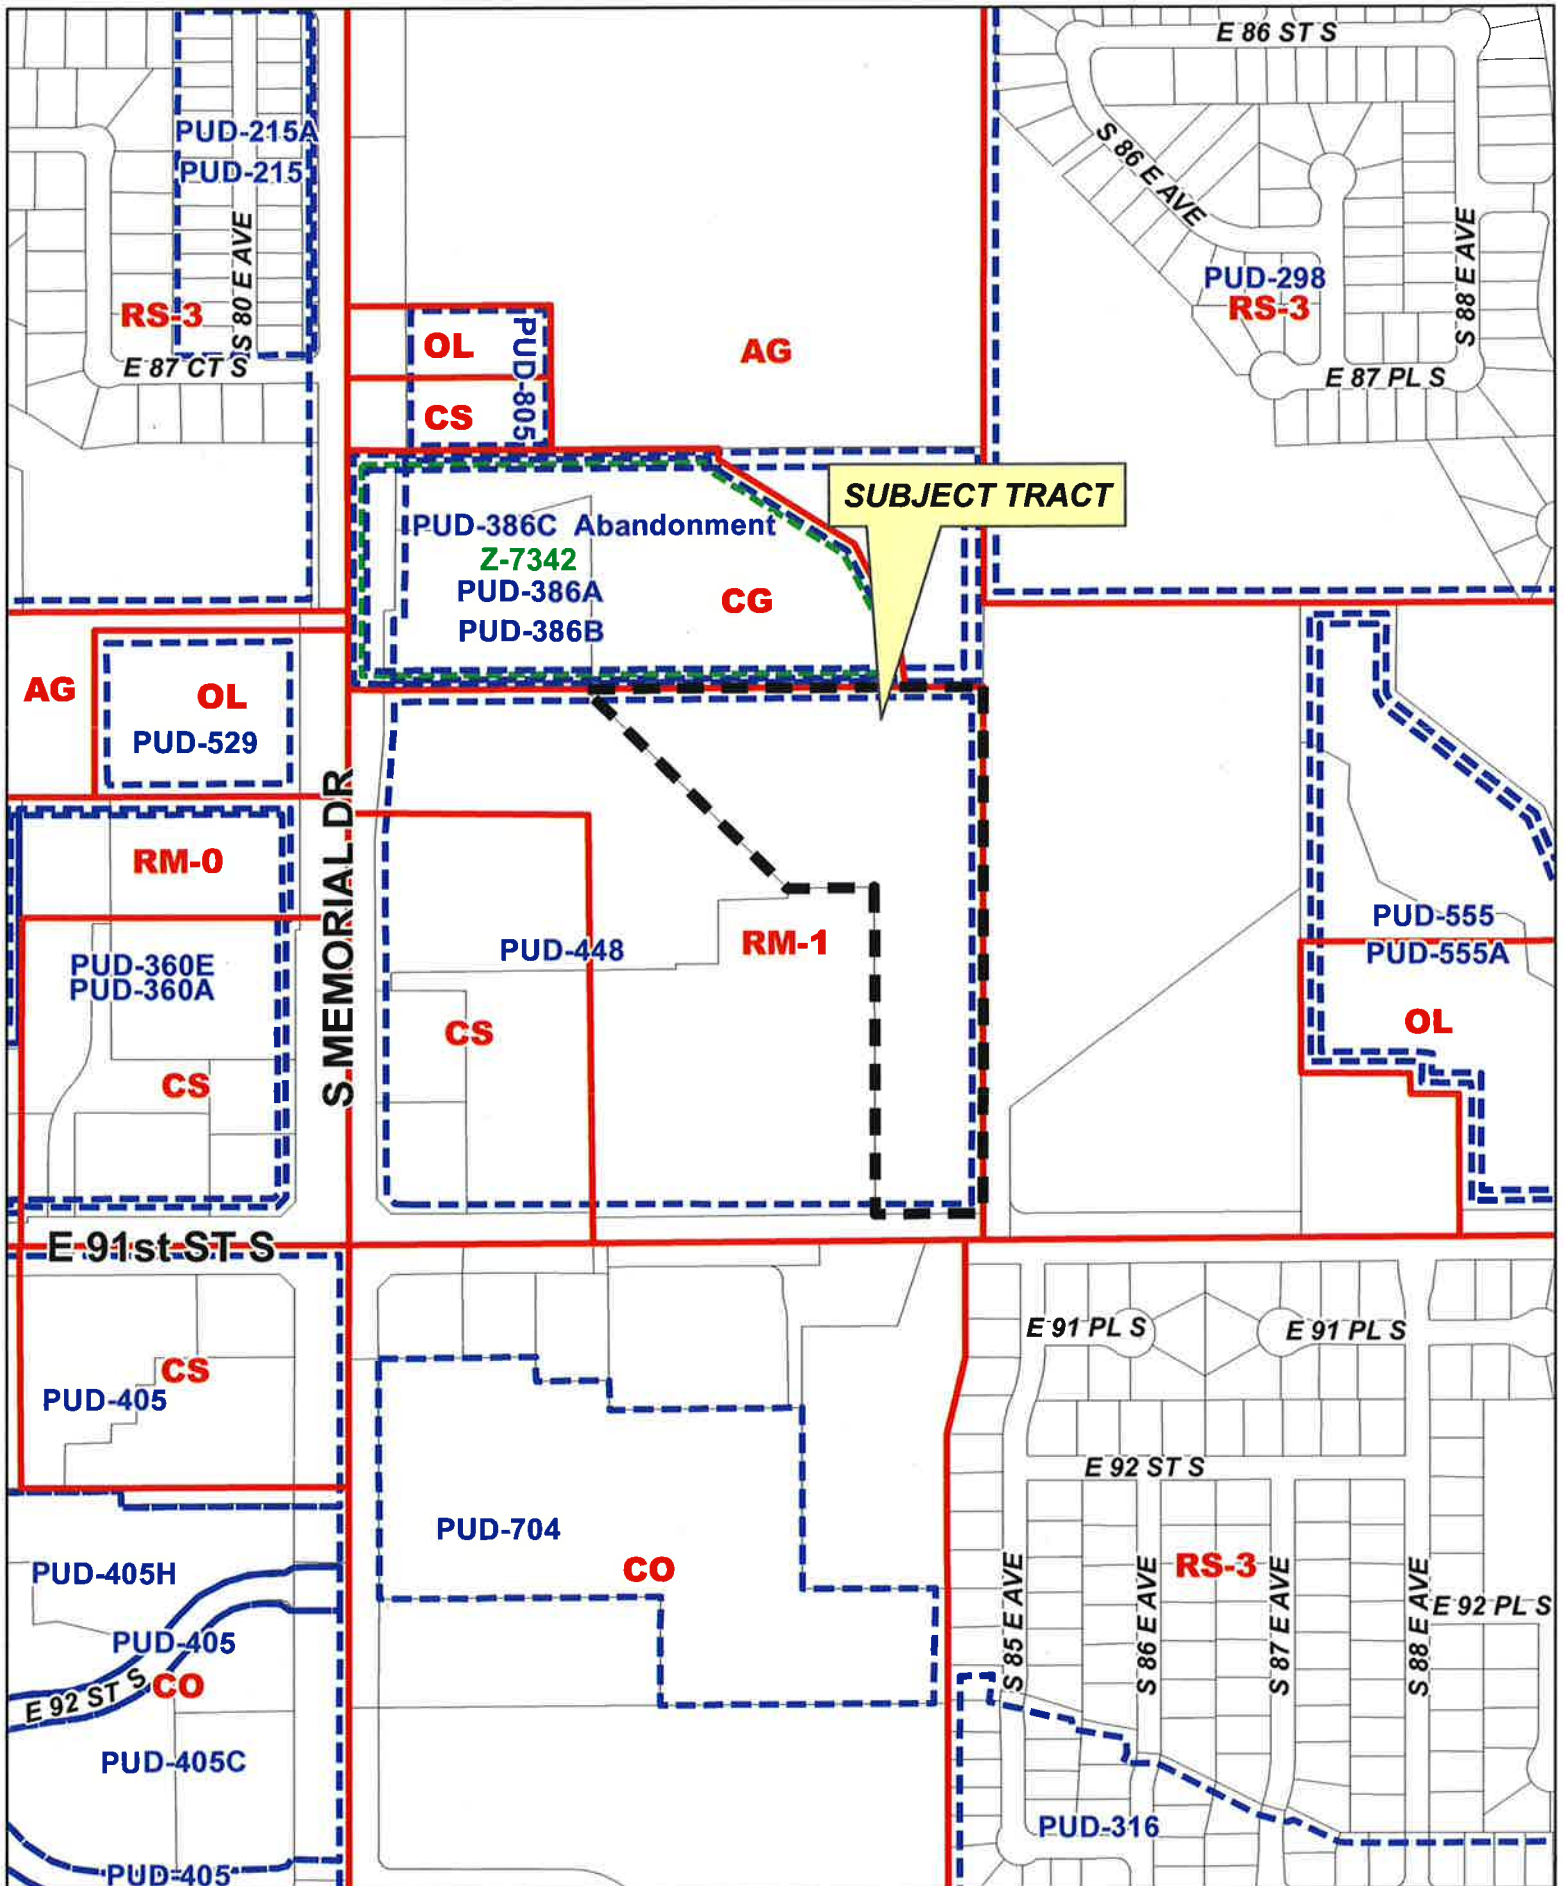 E 86 ST S
PUD-215A
PUD-215
S 86 E AVE
S 80 E AVE
S 88 E AVE
PUD-298
RS-3
RS-3
E 87 CT S
E 87 PL S
OL
PUD-805
AG
CS
SUBJECT TRACT
PUD-386C Abandonment
Z-7342
PUD-386A
CG
PUD-386B
AG
OL
PUD-529
S MEMORIAL DR
RM-0
PUD-555
PUD-448
RM-1
PUD-555A
PUD-360E
PUD-360A
CS
OL
CS
E 91st ST S
E 91 PL S
E 91 PL S
CS
PUD-405
E 92 ST S
PUD-704
CO
RS-3
PUD-405H
S 85 E AVE
S 86 E AVE
S 87 E AVE
S 88 E AVE
E 92 PL S
PUD-405
E 92 ST S
CO
PUD-405C
PUD-316
PUD-405